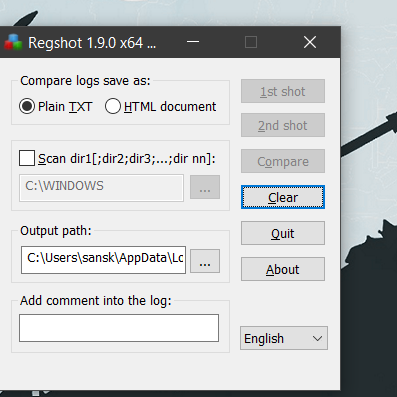 Regshot 1.9.0 x64 ...
Compare logs save as:
Plain TXT
HTML document
1st shot
2nd shot
Compare
Clear
Quit
About
Scan dir1[;dir2;dir3;...;dir nn]:
C:\WINDOWS
...
Output path:
C:\Users\sansk\AppData\Lo
...
Add comment into the log:
English